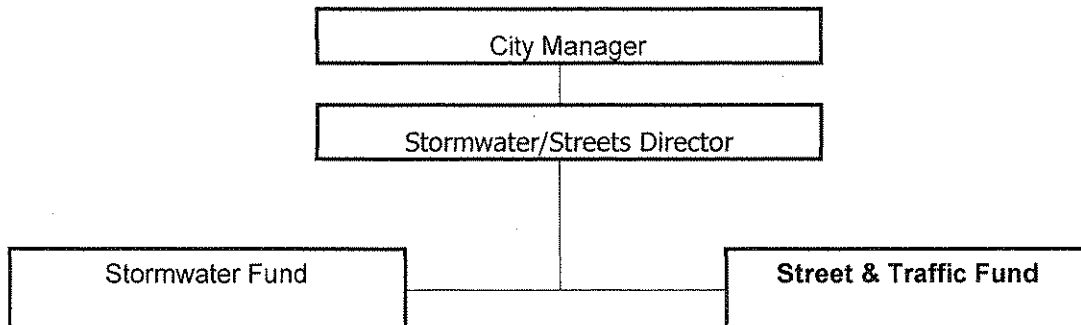 City Manager
Stormwater/Streets Director
Stormwater Fund
Street & Traffic Fund